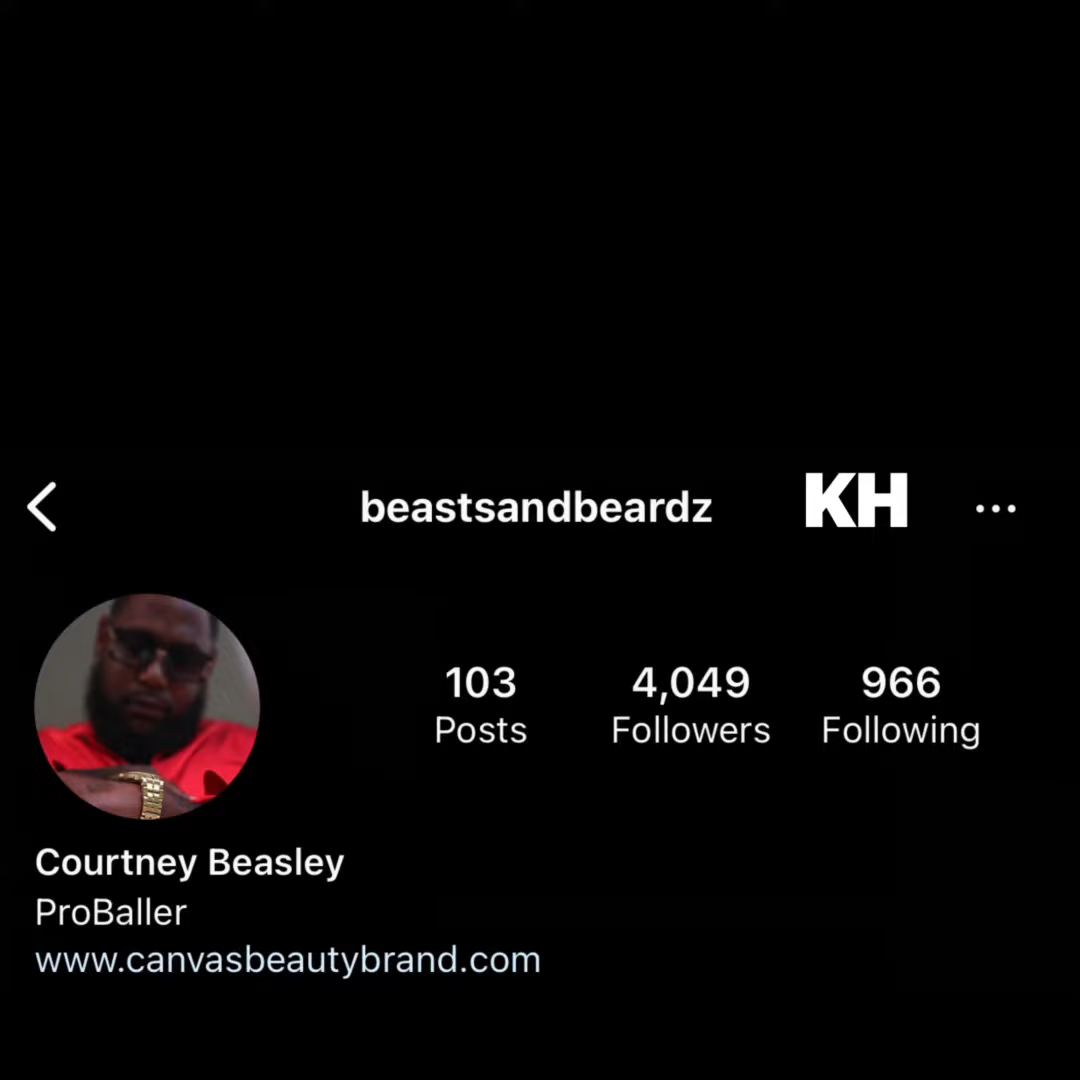 beastsandbeardz
KH
103 4,049 966
Posts Followers Following
Courtney Beasley
ProBaller
www.canvasbeautybrand.com